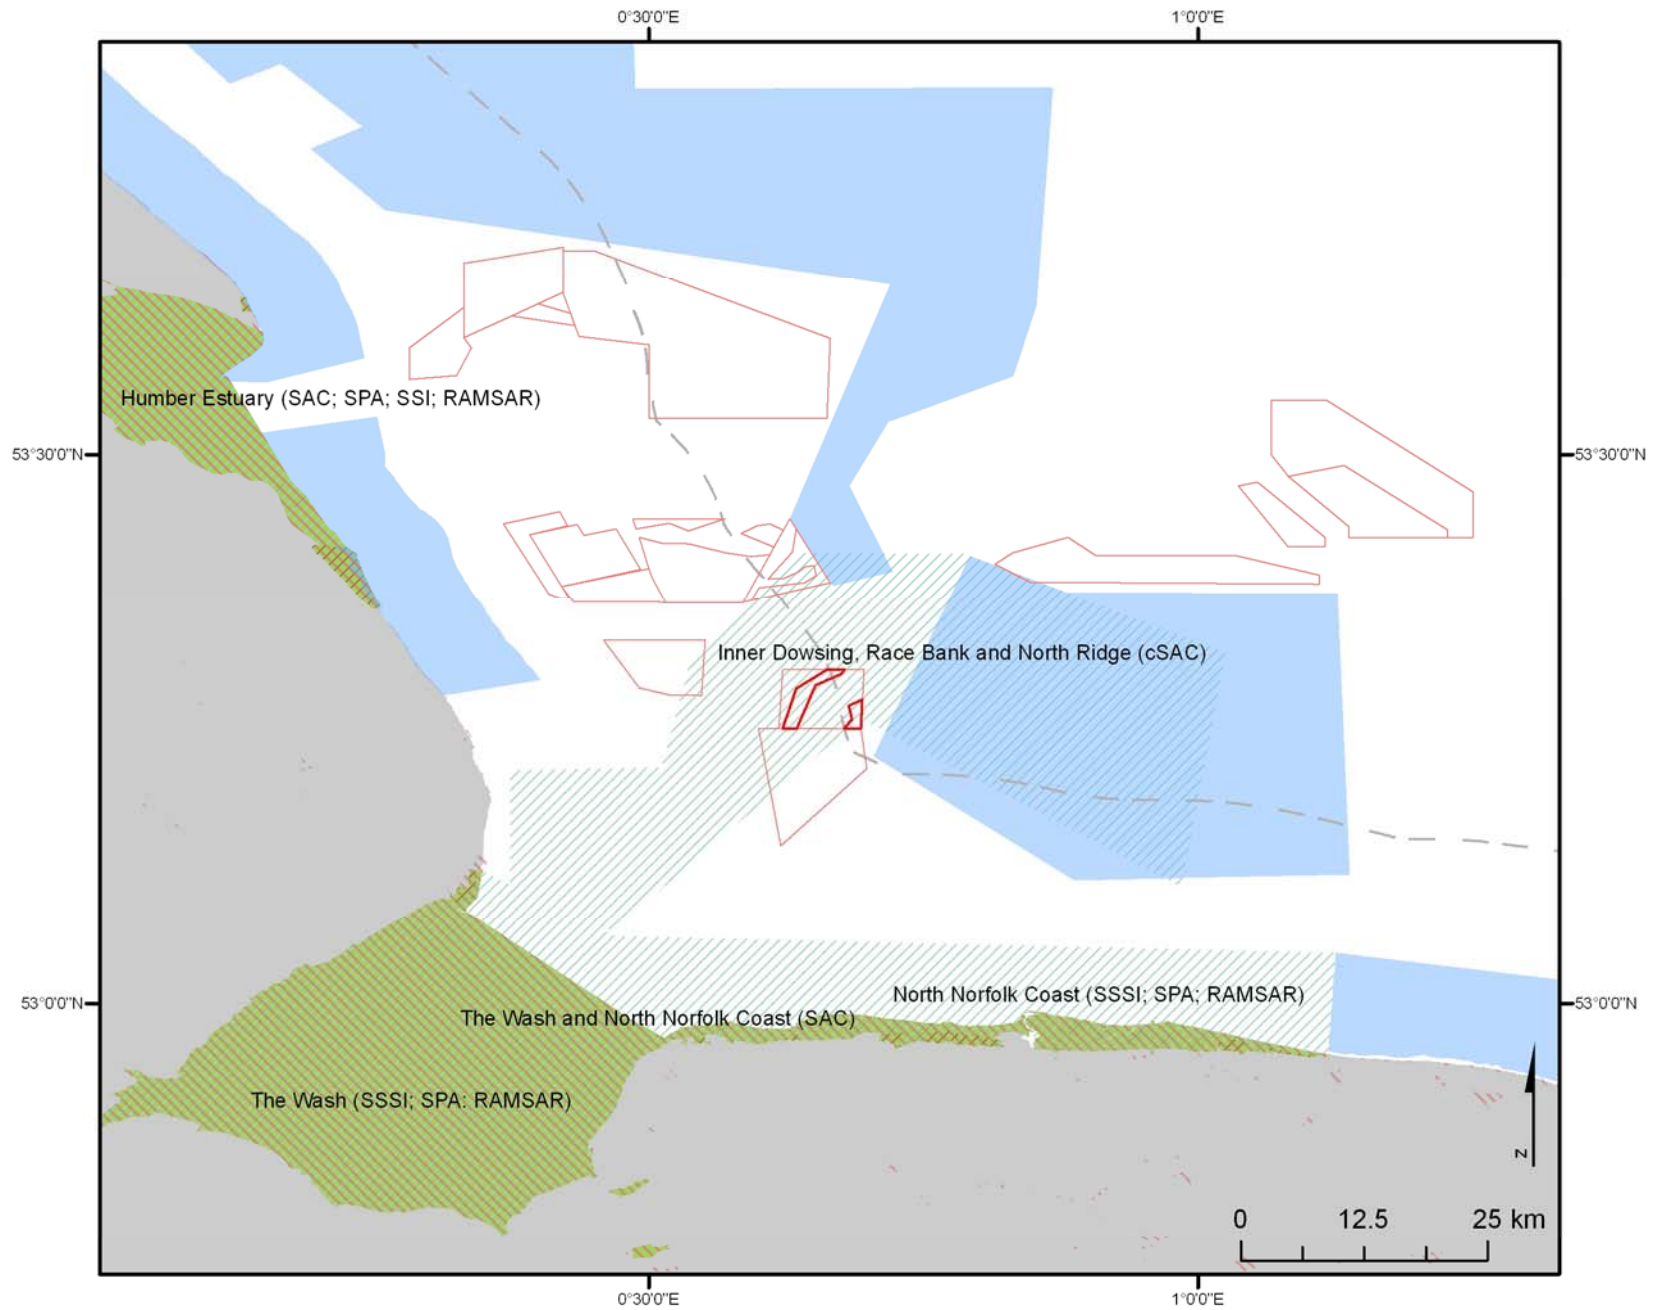 0°30'0"E 1°0'0"E
Humber Estuary (SAC; SPA; SSI; RAMSAR)
53°30'0"N 53°30'0"N
Inner Dowsing, Race Bank and North Ridge (cSAC)
North Norfolk Coast (SSSI; SPA; RAMSAR)
53°0'0"N 53°0'0"N
The Wash and North Norfolk Coast (SAC)
The Wash (SSSI; SPA: RAMSAR)
N
0 12.5 25 km
0°30'0"E 1°0'0"E